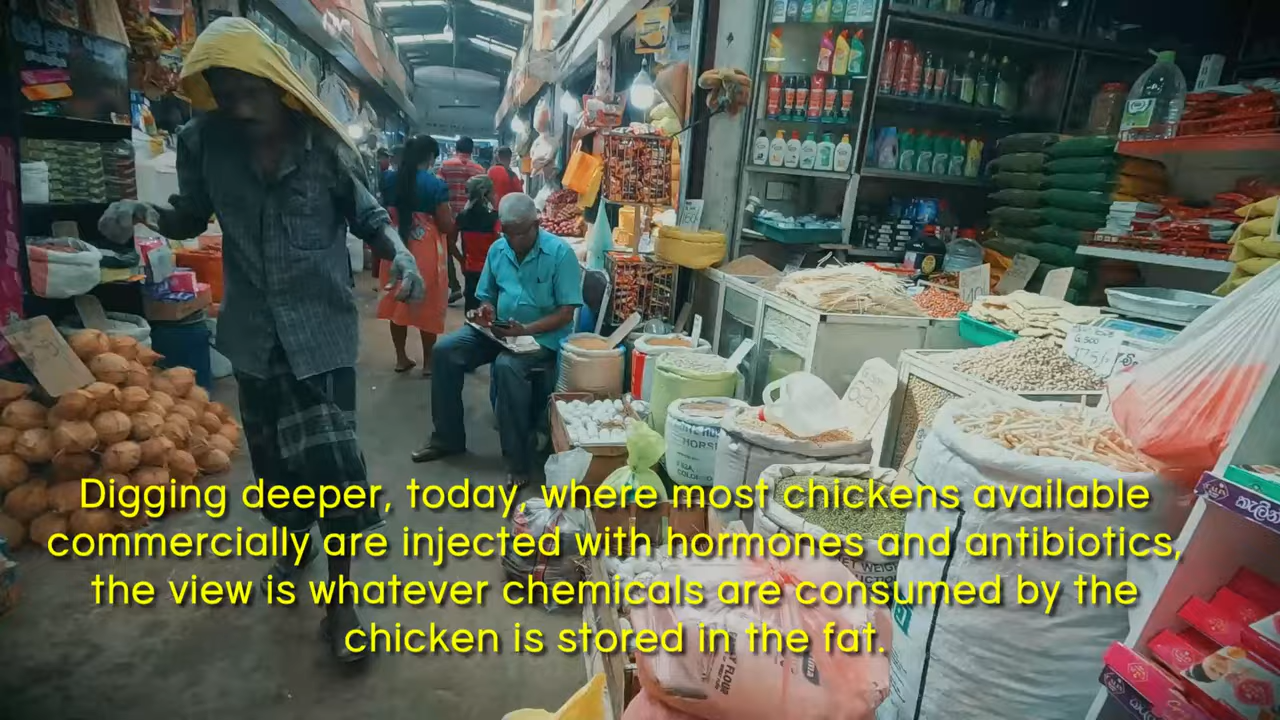 Digging deeper, today, where most chickens available
commercially are injected with hormones and antibiotics,
the view is whatever chemicals are consumed by the
chicken is stored in the fat.